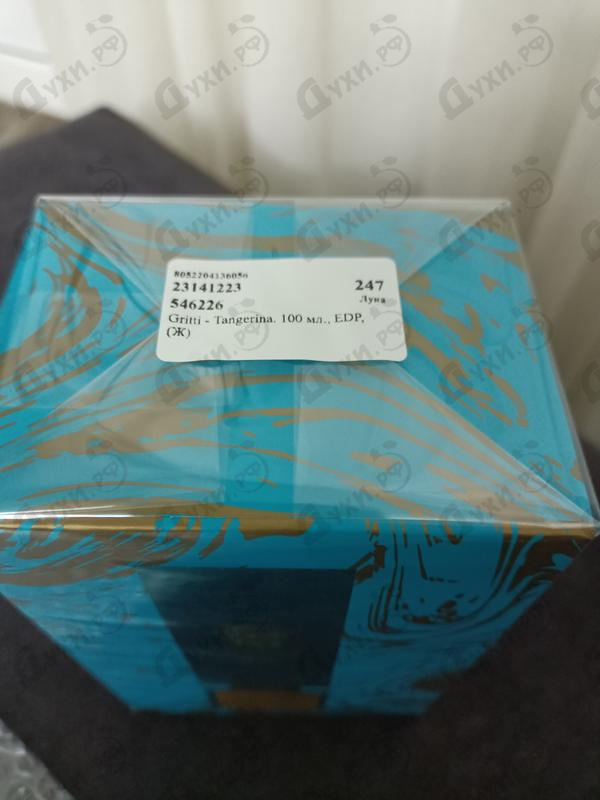 8052204136050
23141223 247
546226 Луна
Gritti - Tangerina. 100 мл., EDP,
(Ж)
Духи.рф